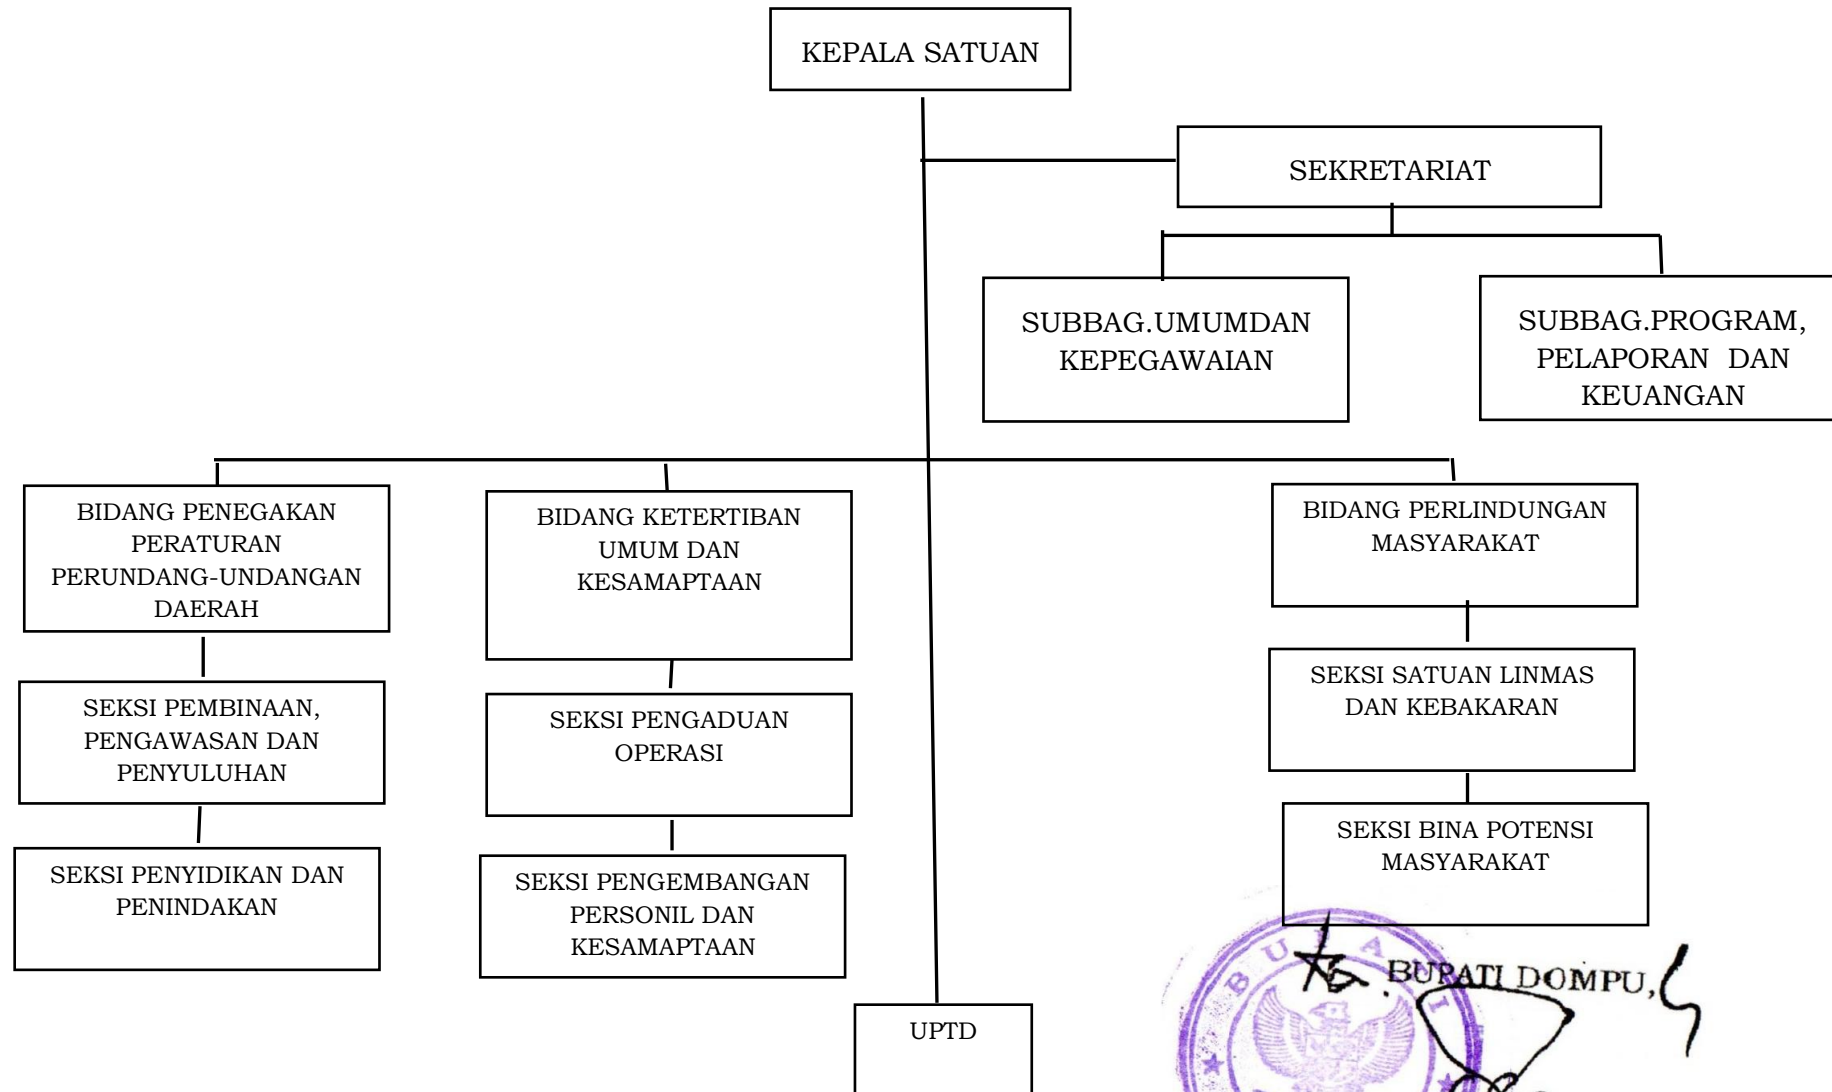 KEPALA SATUAN
SEKRETARIAT
SUBBAG.UMUMDAN
KEPEGAWAIAN
SUBBAG.PROGRAM,
PELAPORAN DAN
KEUANGAN
BIDANG PENEGAKAN
PERATURAN
PERUNDANG-UNDANGAN
DAERAH
SEKSI PEMBINAAN,
PENGAWASAN DAN
PENYULUHAN
SEKSI PENYIDIKAN DAN
PENINDAKAN
BIDANG KETERTIBAN
UMUM DAN
KESAMAPTAAN
SEKSI PENGADUAN
OPERASI
SEKSI PENGEMBANGAN
PERSONIL DAN
KESAMAPTAAN
BIDANG PERLINDUNGAN
MASYARAKAT
SEKSI SATUAN LINMAS
DAN KEBAKARAN
SEKSI BINA POTENSI
MASYARAKAT
UPTD
BUPATI DOMPU,
BUPATI